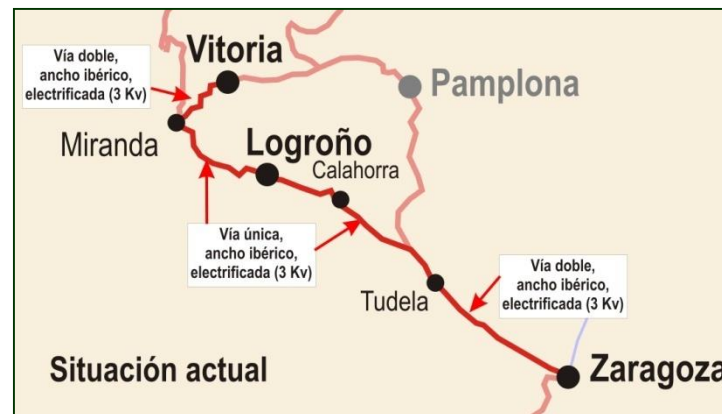 Vía doble,
ancho ibérico,
electrificada (3 Kv)
Vitoria
Pamplona
Miranda
Logroño
Calahorra
Vía única,
ancho ibérico,
electrificada (3 Kv)
Vía doble,
ancho ibérico,
electrificada (3 Kv)
Tudela
Situación actual
Zaragoza